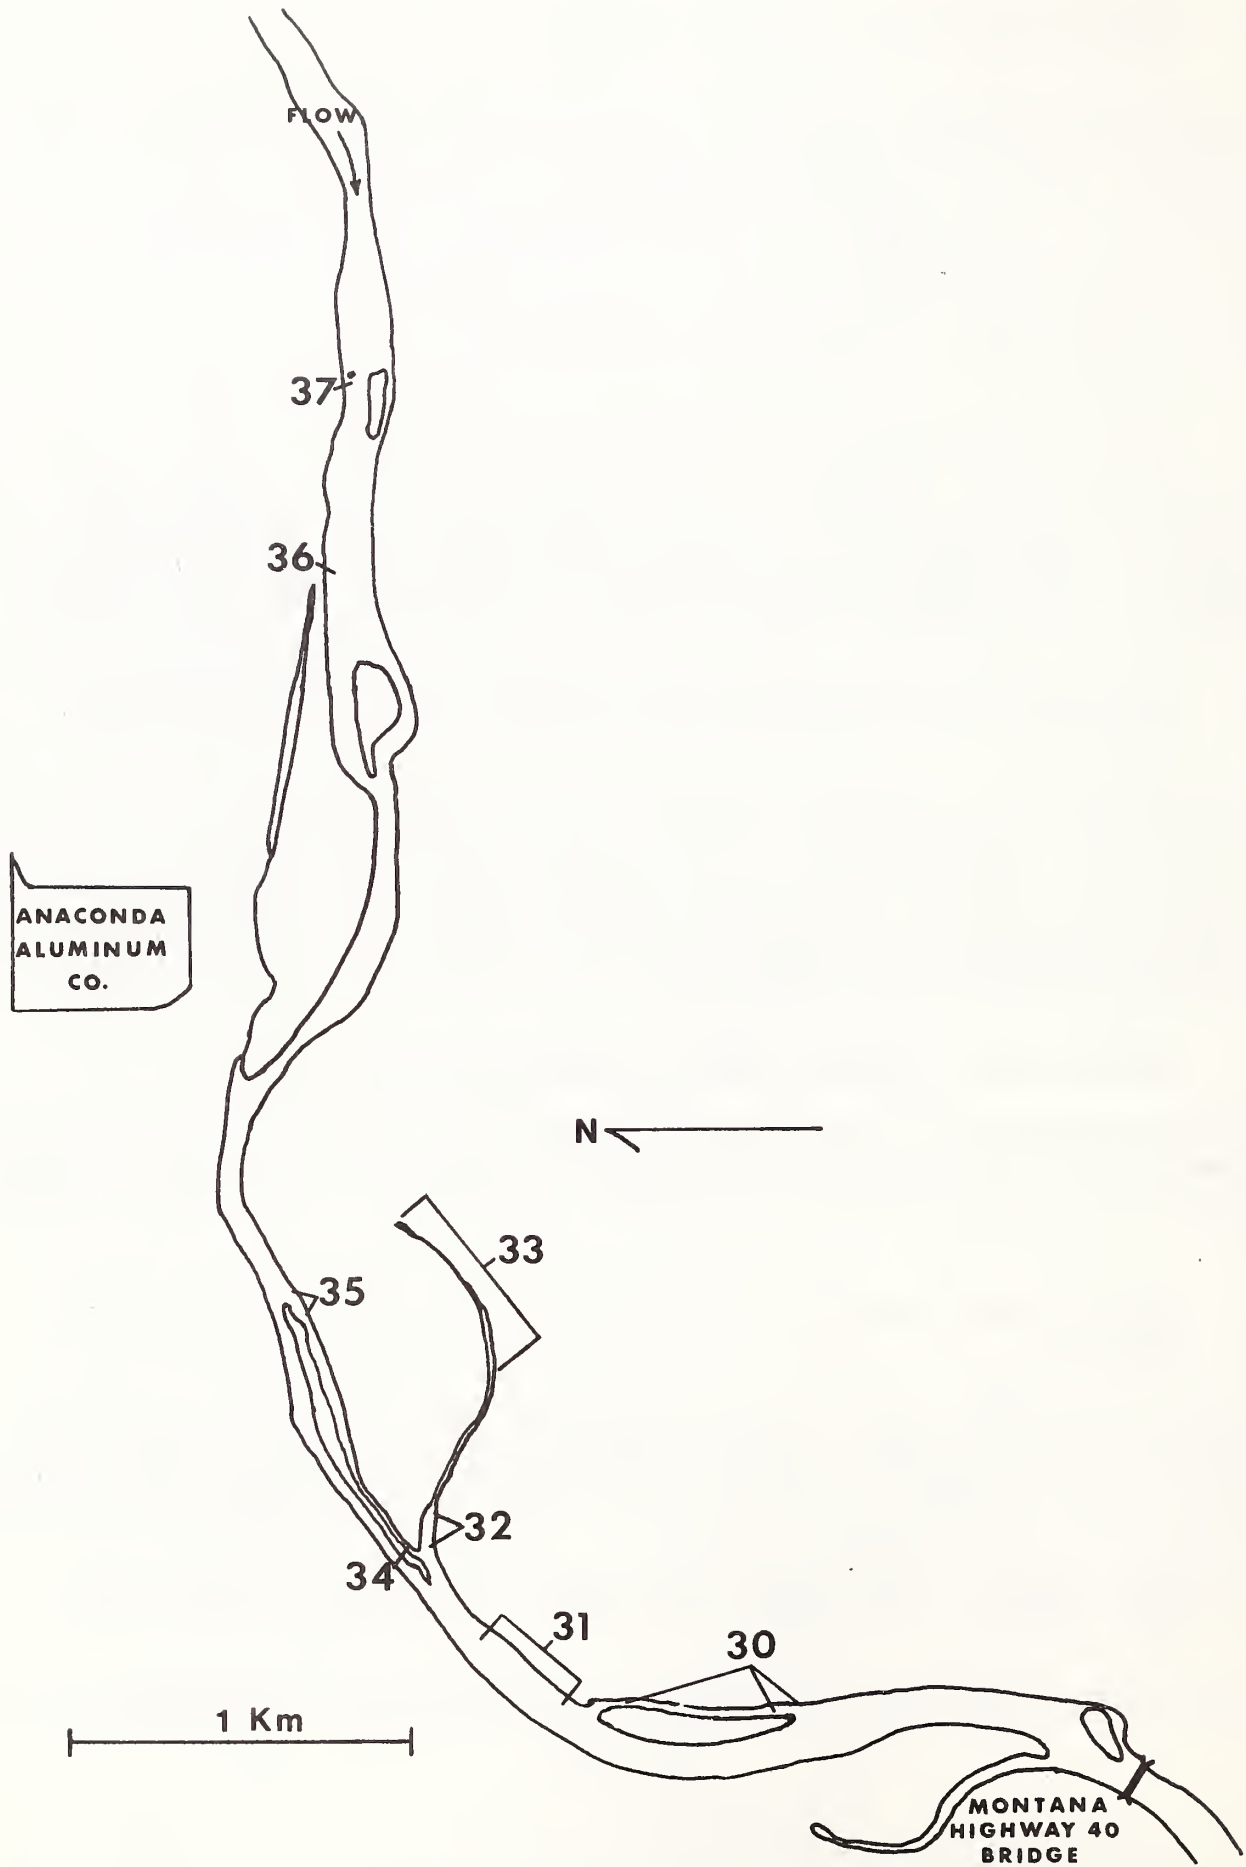 FLOW
37
36
ANACONDA
ALUMINUM
CO.
N
33
35
32
34
31
30
1 Km
MONTANA
HIGHWAY 40
BRIDGE